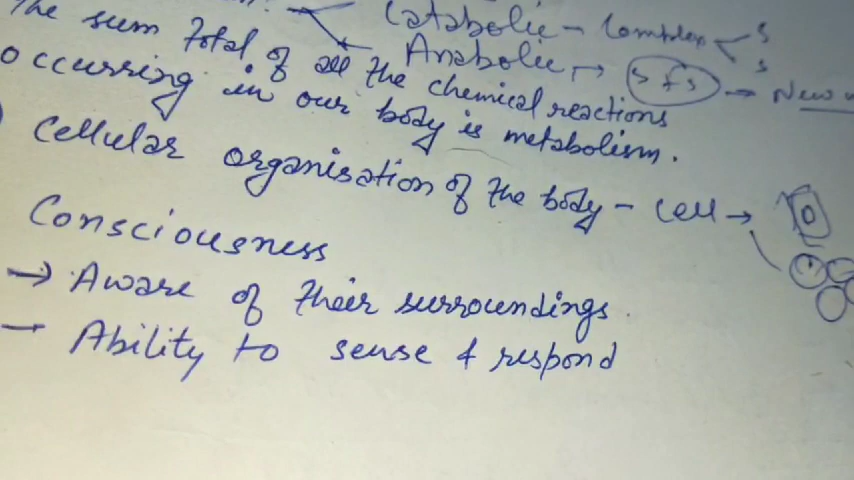 Catabolic - Complex < s s
Anabolic → s + s → New
The sum total of all the chemical reactions
occurring in our body is metabolism.
Cellular organisation of the body - cell →
Consciousness
→ Aware of their surroundings.
- Ability to sense & respond